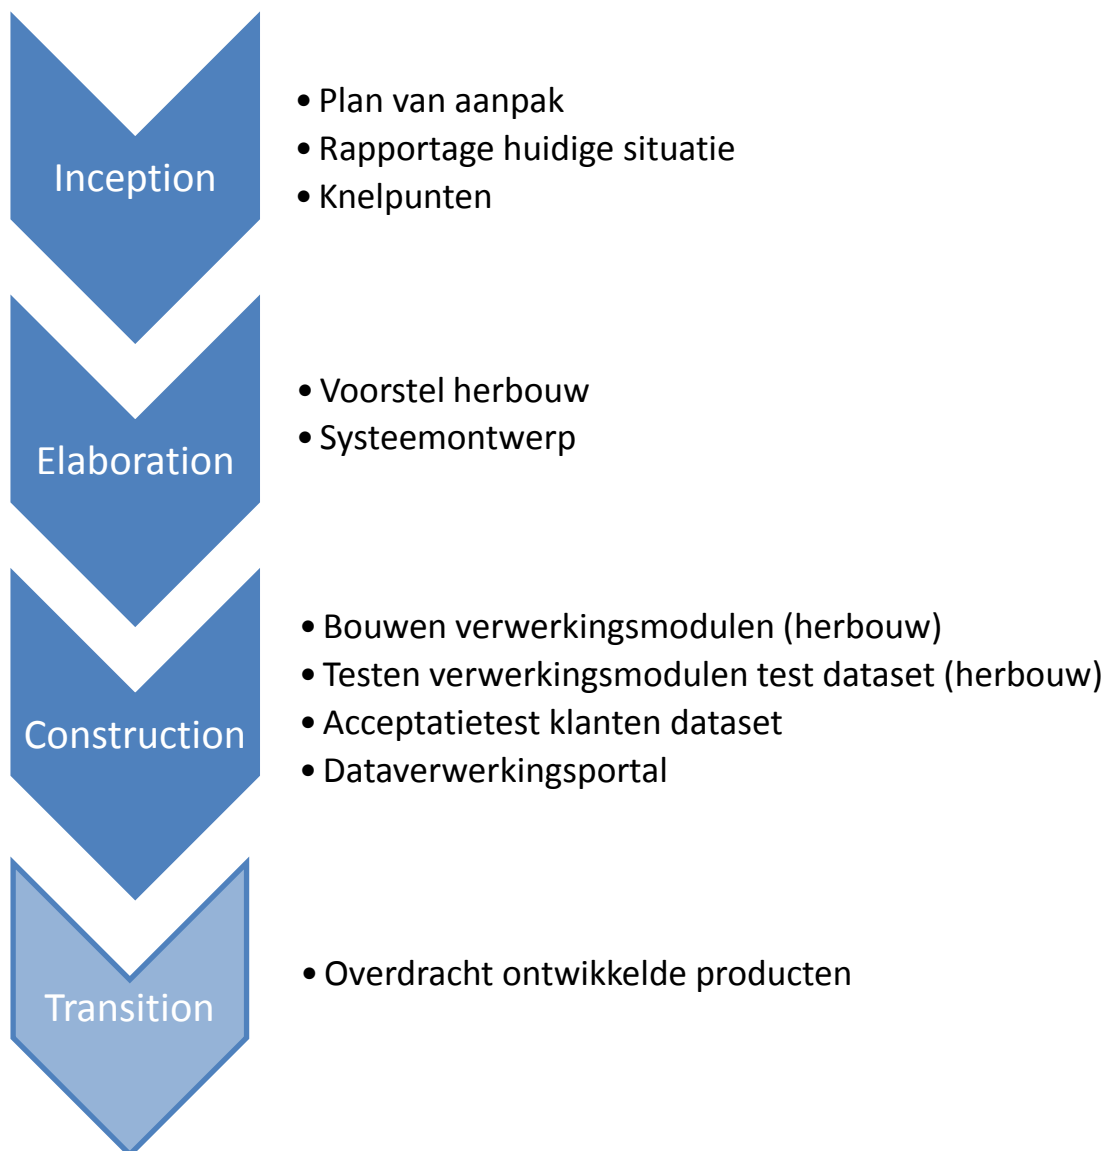 Inception
• Plan van aanpak
• Rapportage huidige situatie
• Knelpunten
Elaboration
• Voorstel herbouw
• Systeemontwerp
Construction
• Bouwen verwerkingsmodulen (herbouw)
• Testen verwerkingsmodulen test dataset (herbouw)
• Acceptatietest klanten dataset
• Dataverwerkingsportal
Transition
• Overdracht ontwikkelde producten